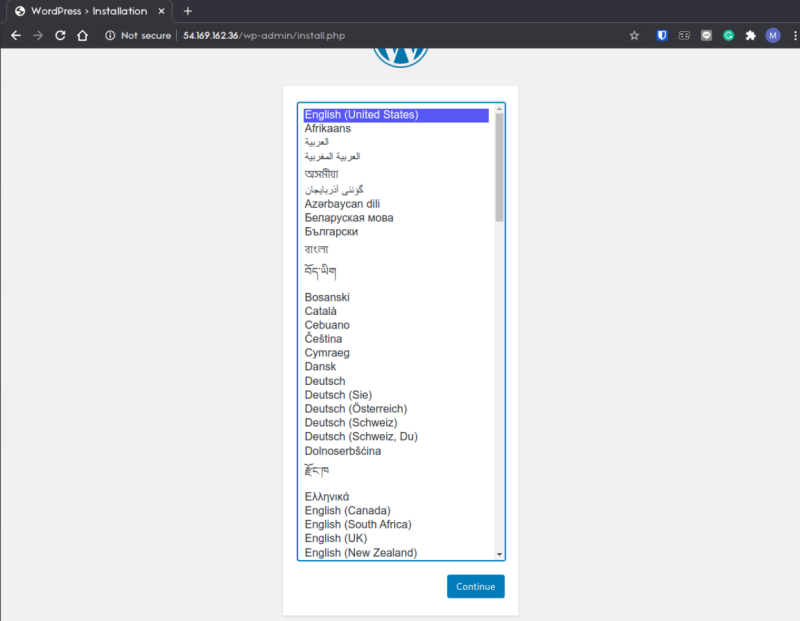 WordPress › Installation
Not secure
54.169.162.36/wp-admin/install.php
M
English (United States)
Afrikaans
العربية
العربية المغربية
অসমীয়া
گؤنئی آذربایجان
Azərbaycan dili
Беларуская мова
Български
বাংলা
བོད་ཡིག
Bosanski
Català
Cebuano
Čeština
Cymraeg
Dansk
Deutsch
Deutsch (Sie)
Deutsch (Österreich)
Deutsch (Schweiz)
Deutsch (Schweiz, Du)
Dolnoserbšćina
རྫོང་ཁ
Ελληνικά
English (Canada)
English (South Africa)
English (UK)
English (New Zealand)
Continue